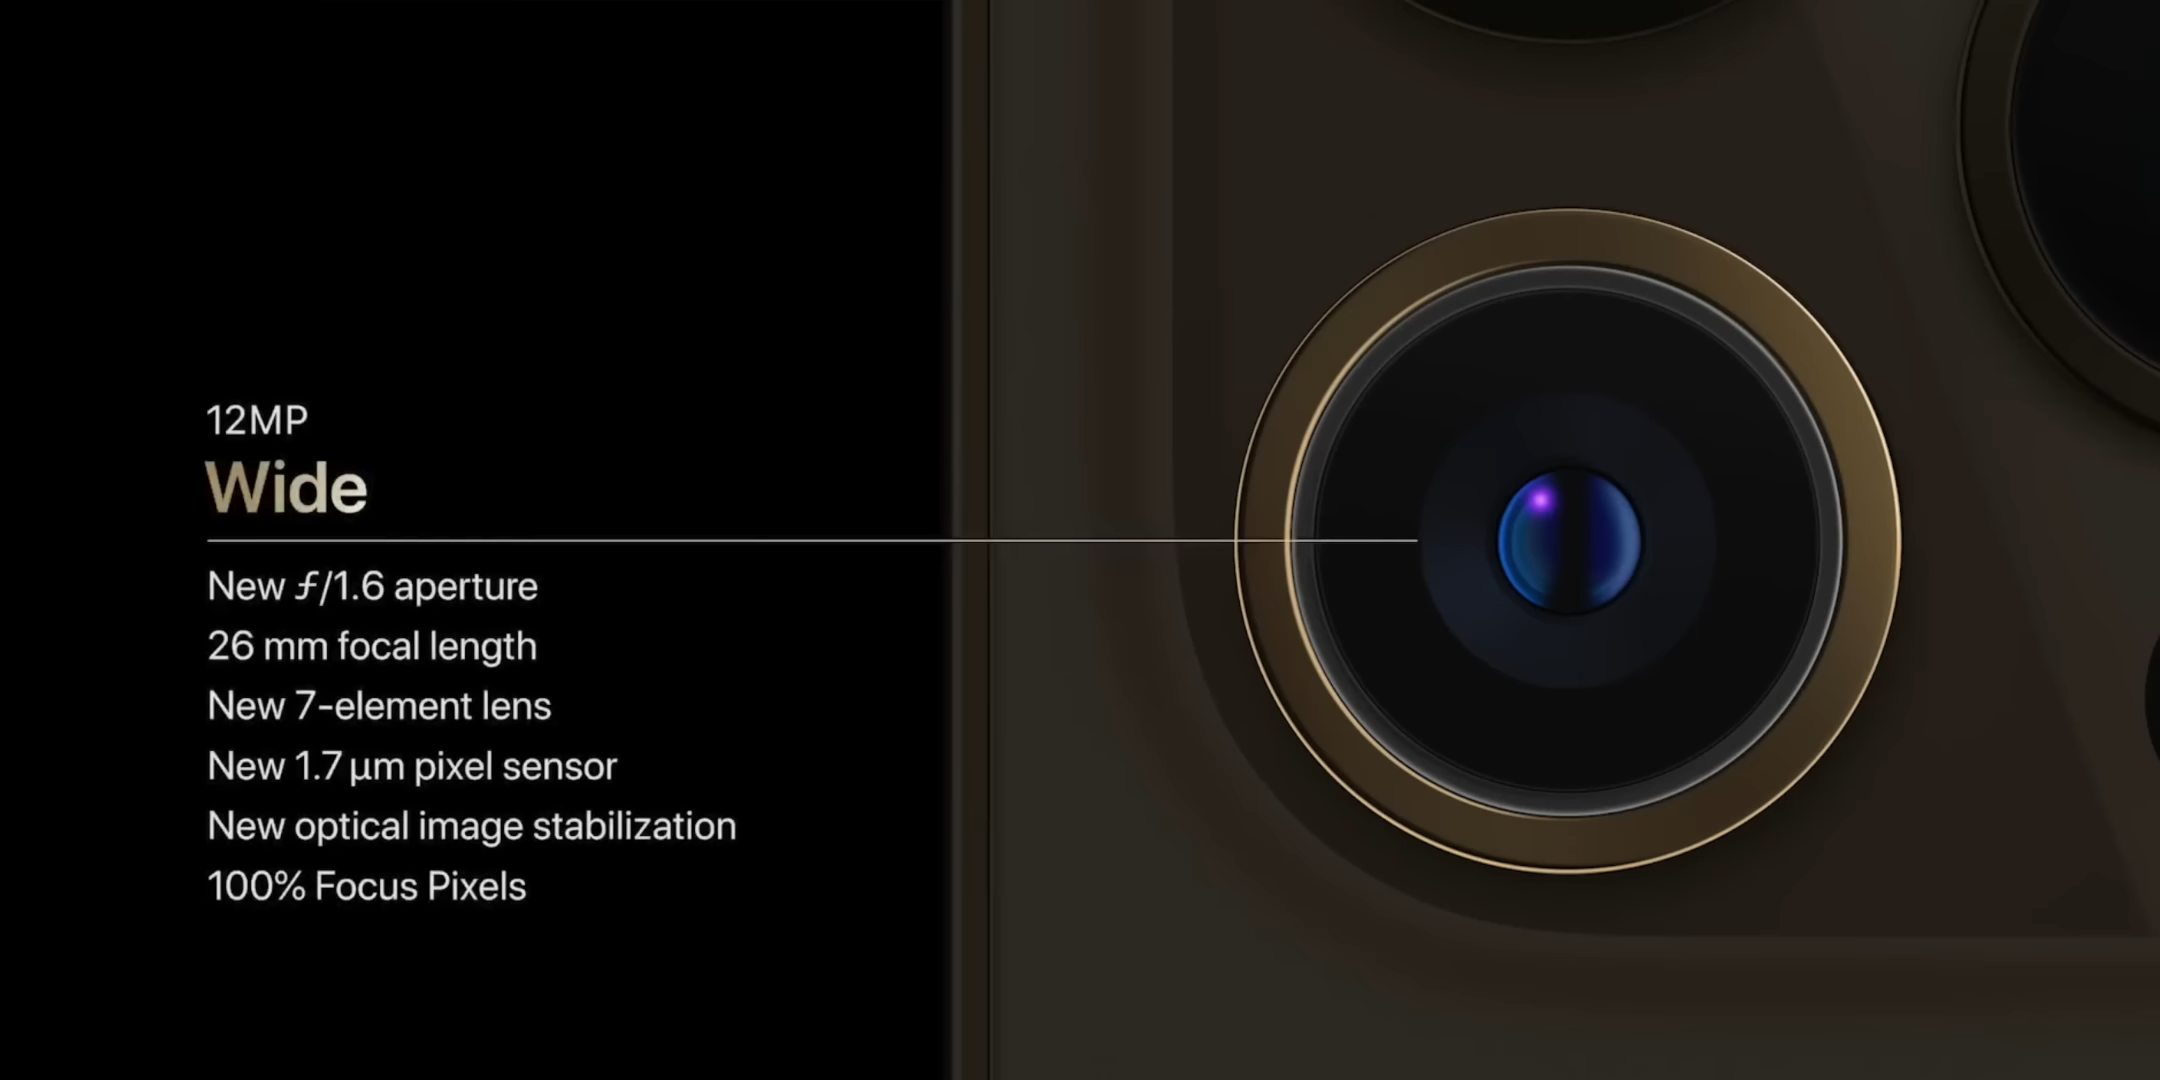 12MP
Wide
New ƒ/1.6 aperture
26 mm focal length
New 7-element lens
New 1.7 µm pixel sensor
New optical image stabilization
100% Focus Pixels